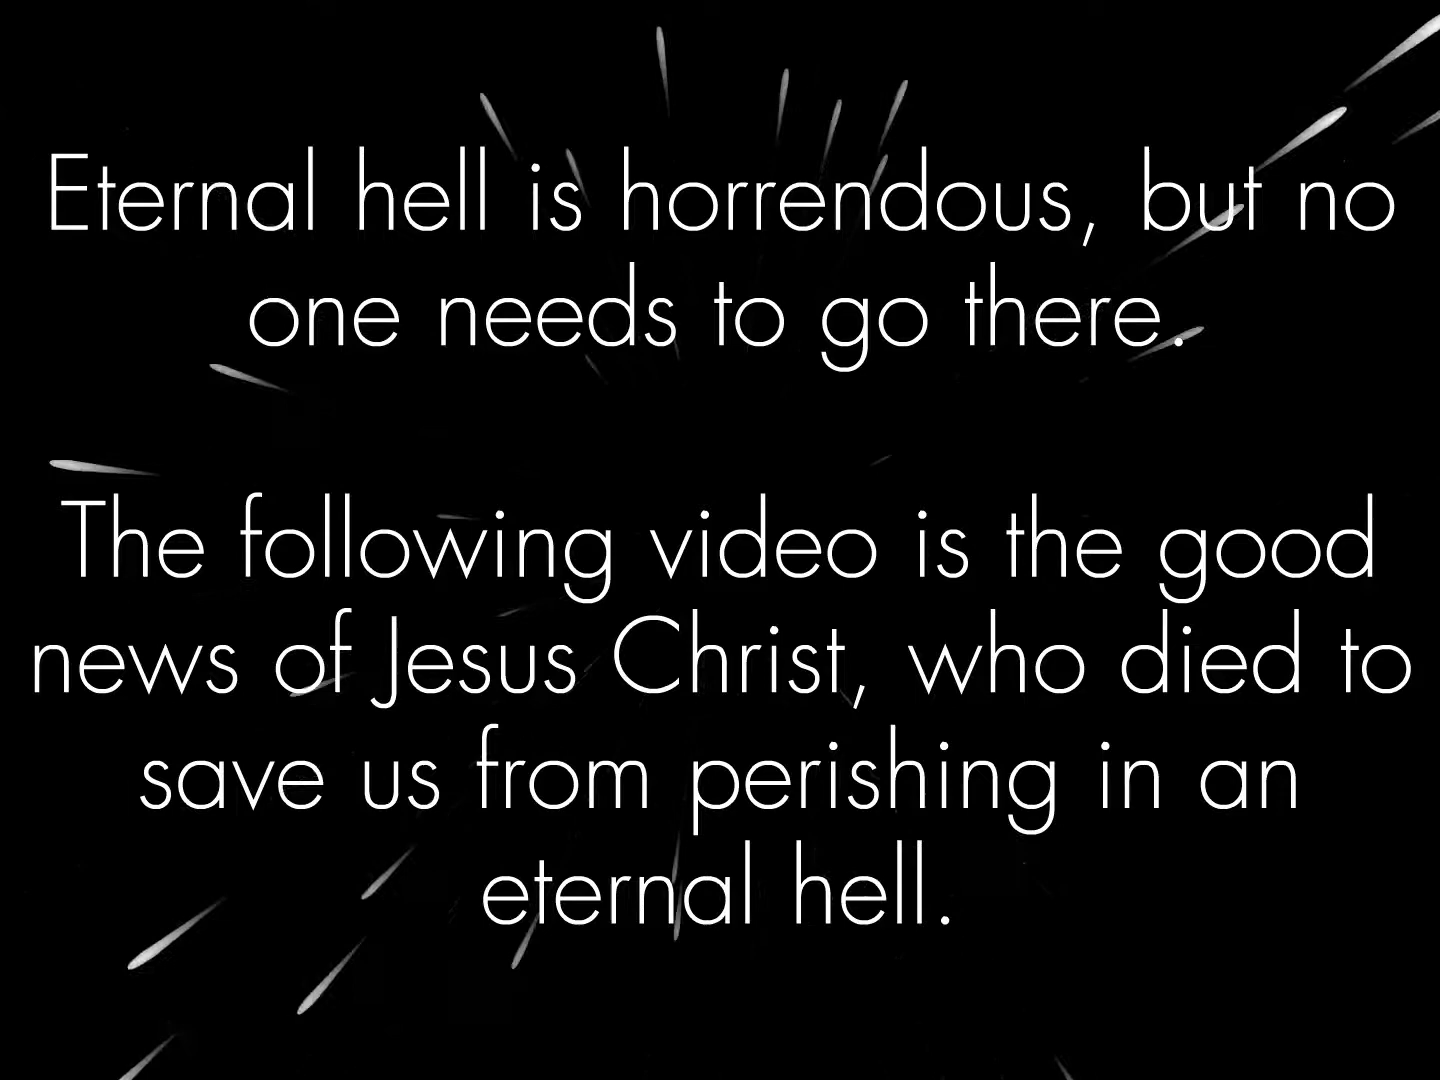 Eternal hell is horrendous, but no
one needs to go there.
The following video is the good
news of Jesus Christ, who died to
save us from perishing in an
eternal hell.